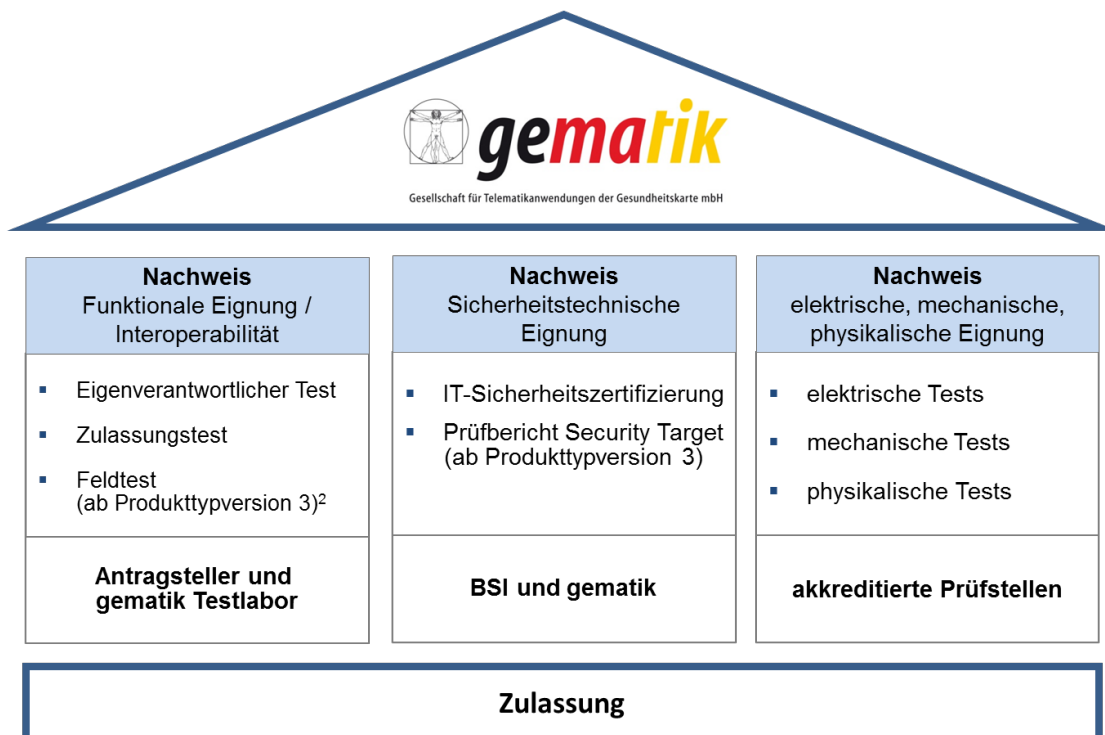 gematik
Gesellschaft für Telematikanwendungen der Gesundheitskarte mbH
Nachweis
Funktionale Eignung /
Interoperabilität
▪ Eigenverantwortlicher Test
▪ Zulassungstest
▪ Feldtest
(ab Produkttypversion 3)²
Antragsteller und
gematik Testlabor
Nachweis
Sicherheitstechnische
Eignung
▪ IT-Sicherheitszertifizierung
▪ Prüfbericht Security Target
(ab Produkttypversion 3)
BSI und gematik
Nachweis
elektrische, mechanische,
physikalische Eignung
▪ elektrische Tests
▪ mechanische Tests
▪ physikalische Tests
akkreditierte Prüfstellen
Zulassung